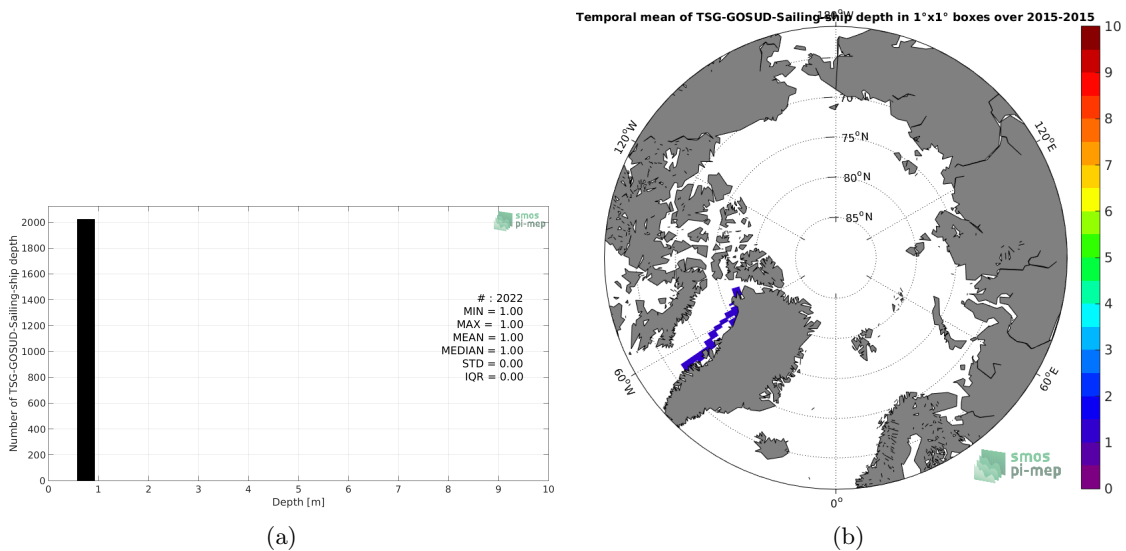 Temporal mean of TSG-GOSUD-Sailing-ship depth in 1°x1° boxes over 2015-2015
180°W
120°W
120°E
60°W
60°E
0°
70°N
75°N
80°N
85°N
10
9
8
7
6
5
4
3
2
1
0
smos
pi-mep
Number of TSG-GOSUD-Sailing-ship depth
2000
1800
1600
1400
1200
1000
800
600
400
200
0
smos
pi-mep
# : 2022
MIN = 1.00
MAX = 1.00
MEAN = 1.00
MEDIAN = 1.00
STD = 0.00
IQR = 0.00
0 1 2 3 4 5 6 7 8 9 10
Depth [m]
(a)
(b)